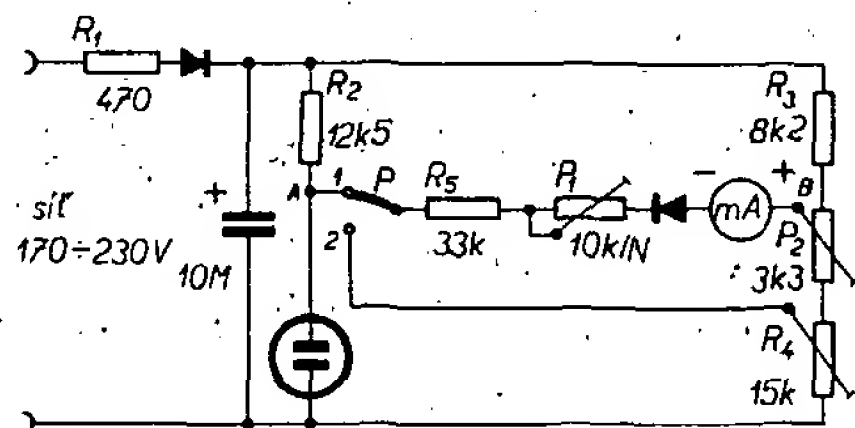 R1
470
R2
12k5
R3
8k2
A
1
P
R5
33k
P1
10k/N
-
mA
+
B
P2
3k3
2
+
síť
170÷230V
10M
R4
15k